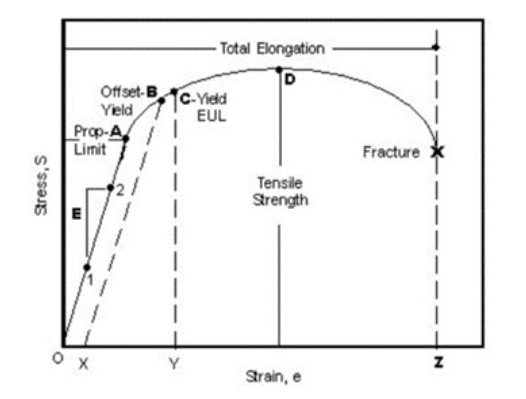 Total Elongation
Offset-B
Yield
C-Yield
EUL
D
Prop-A
Limit
Fracture X
Stress, S
E
2
Tensile
Strength
1
O X Y Z
Strain, e